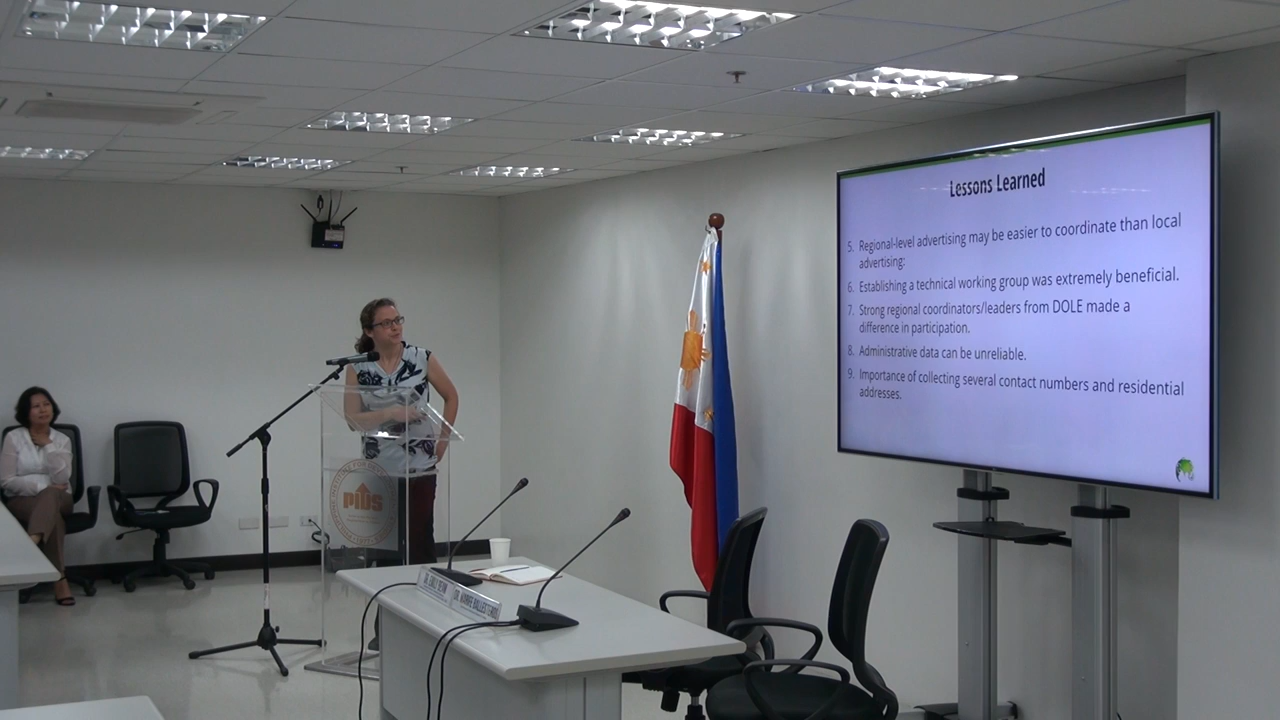 Lessons Learned
5. Regional-level advertising may be easier to coordinate than local
advertising:
6. Establishing a technical working group was extremely beneficial.
7. Strong regional coordinators/leaders from DOLE made a
difference in participation.
8. Administrative data can be unreliable.
9. Importance of collecting several contact numbers and residential
addresses.
PIDS